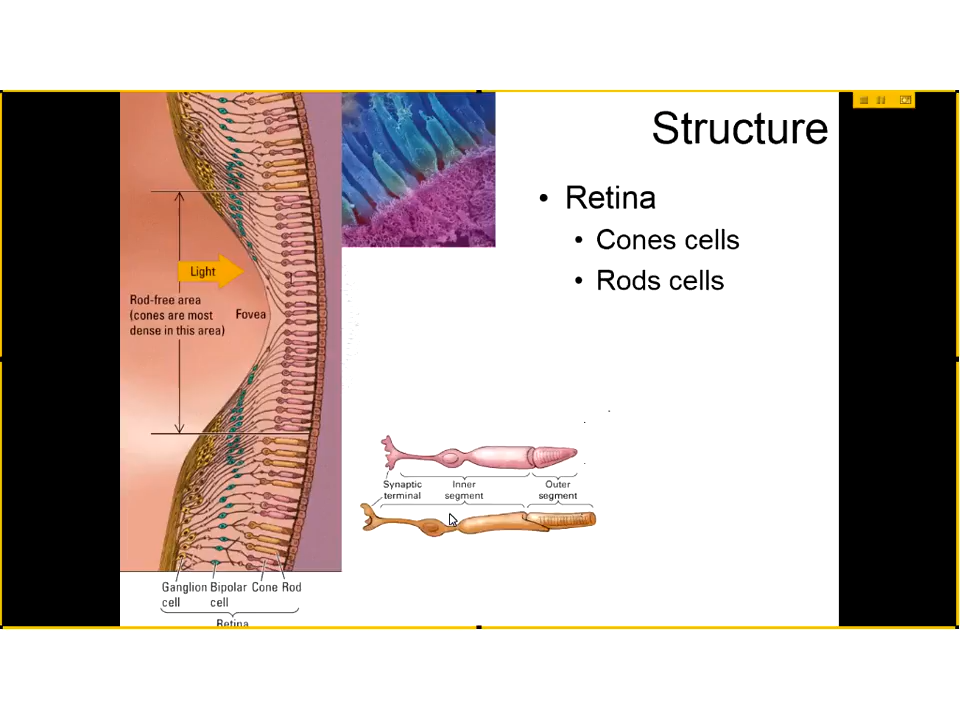 Structure
• Retina
• Cones cells
• Rods cells
Light
Rod-free area
(cones are most
dense in this area)
Fovea
Synaptic
terminal
Inner
segment
Outer
segment
Ganglion Bipolar Cone Rod
cell cell
Retina